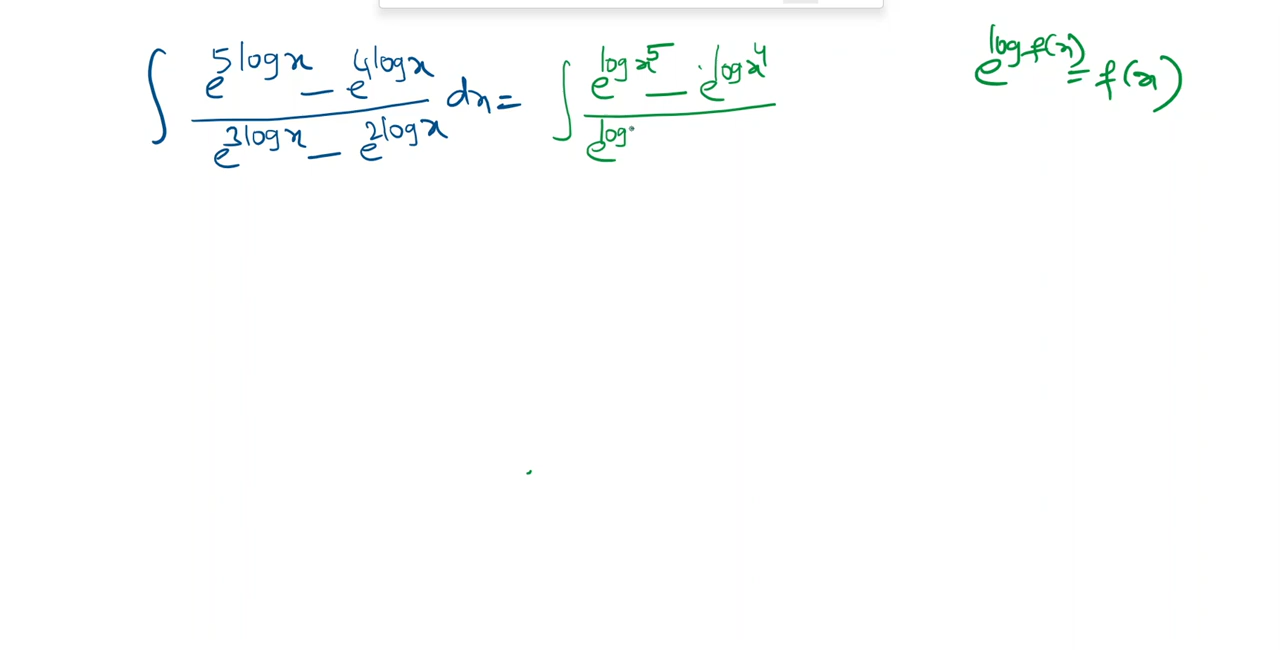 ∫ (e^{5 log x} − e^{4 log x}) / (e^{3 log x} − e^{2 log x}) dx = ∫ (e^{log x^5} − e^{log x^4}) / (e^{log
e^{log f(x)} = f(x)